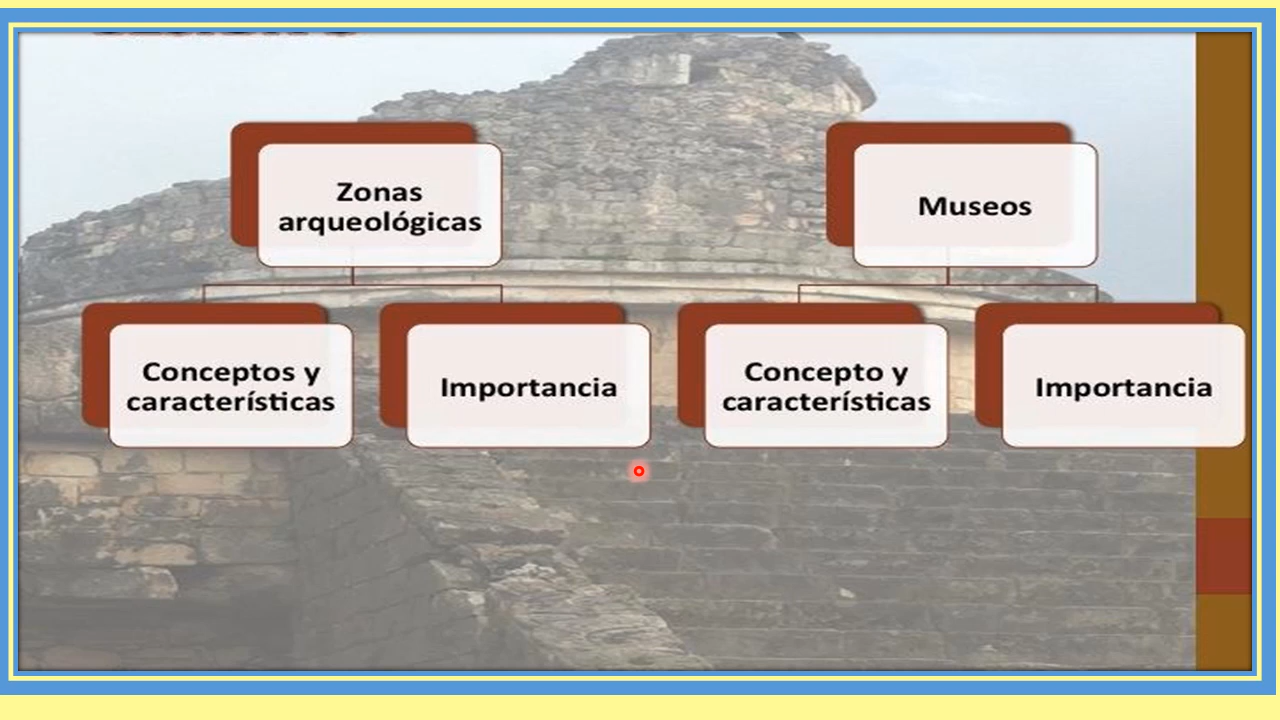 Zonas
arqueológicas
Museos
Conceptos y
características
Importancia
Concepto y
características
Importancia